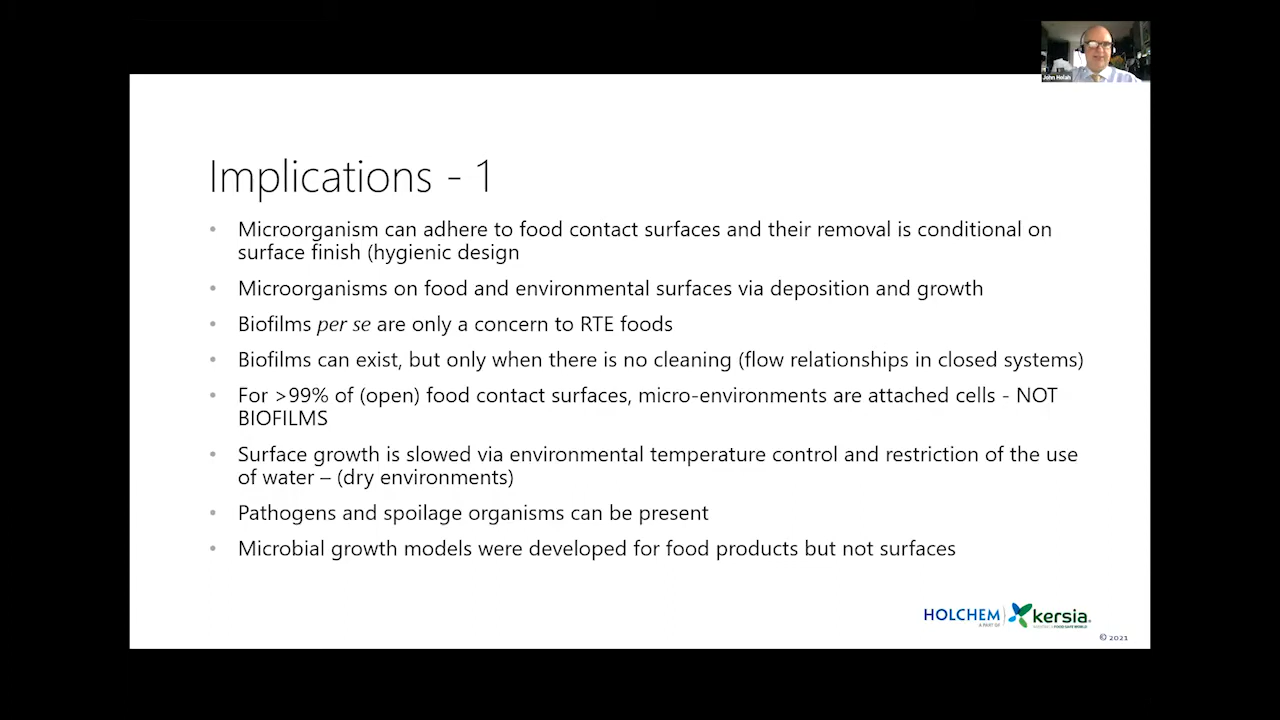 John Holah
Implications - 1
• Microorganism can adhere to food contact surfaces and their removal is conditional on
surface finish (hygienic design
• Microorganisms on food and environmental surfaces via deposition and growth
• Biofilms per se are only a concern to RTE foods
• Biofilms can exist, but only when there is no cleaning (flow relationships in closed systems)
• For >99% of (open) food contact surfaces, micro-environments are attached cells - NOT
BIOFILMS
• Surface growth is slowed via environmental temperature control and restriction of the use
of water – (dry environments)
• Pathogens and spoilage organisms can be present
• Microbial growth models were developed for food products but not surfaces
HOLCHEM
A PART OF
kersia.
© 2021